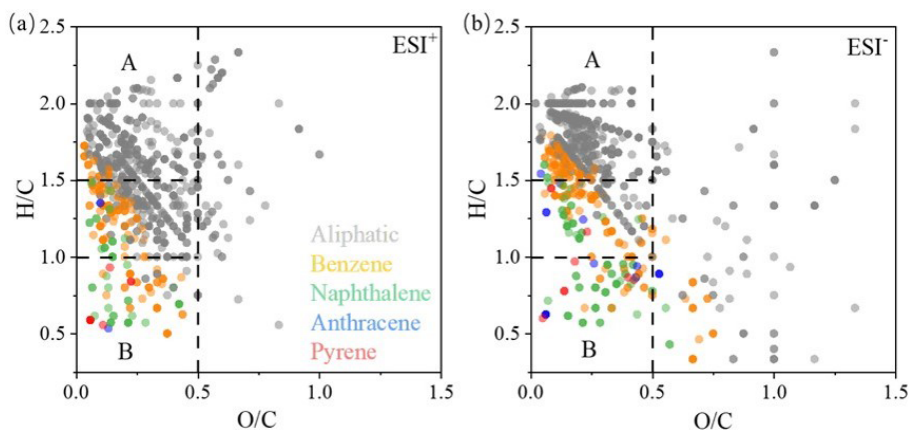 (a)
ESI⁺
A
B
H/C
2.5
2.0
1.5
1.0
0.5
Aliphatic
Benzene
Naphthalene
Anthracene
Pyrene
0.0 0.5 1.0 1.5
O/C
(b)
ESI⁻
A
B
H/C
2.5
2.0
1.5
1.0
0.5
0.0 0.5 1.0 1.5
O/C